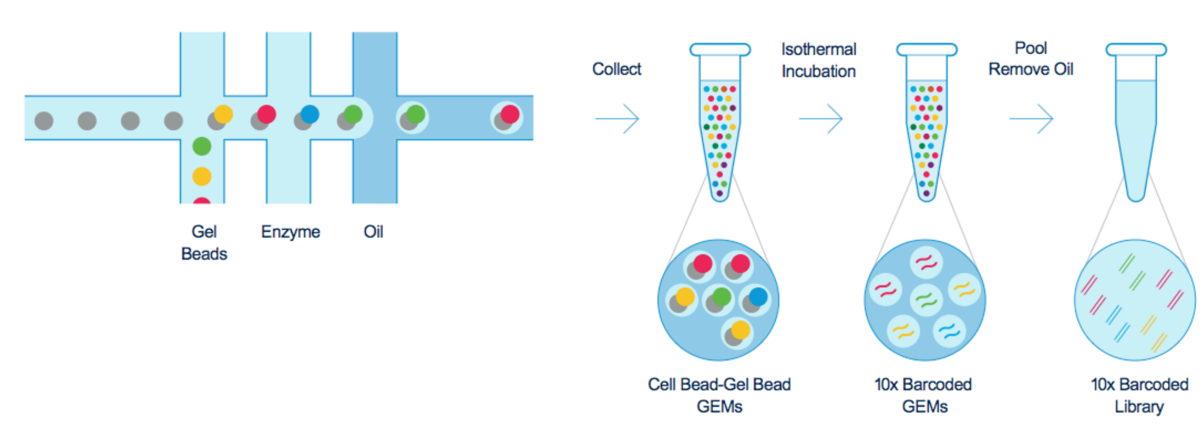 Gel
Beads
Enzyme
Oil
Collect
Isothermal
Incubation
Pool
Remove Oil
Cell Bead-Gel Bead
GEMs
10x Barcoded
GEMs
10x Barcoded
Library